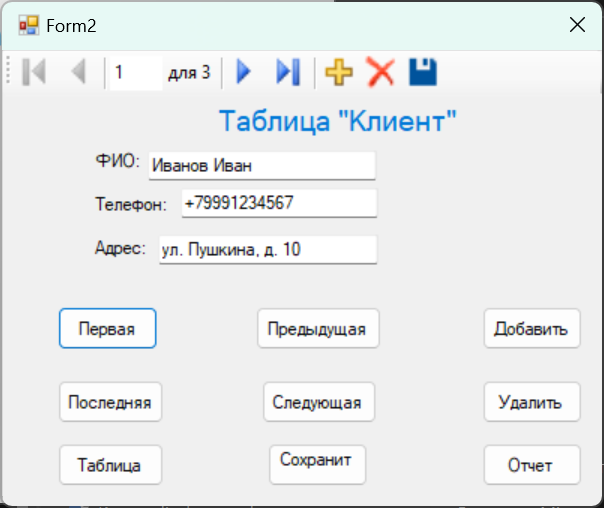 Form2
1 для 3
Таблица "Клиент"
ФИО: Иванов Иван
Телефон: +79991234567
Адрес: ул. Пушкина, д. 10
Первая Предыдущая Добавить
Последняя Следующая Удалить
Таблица Сохранит Отчет